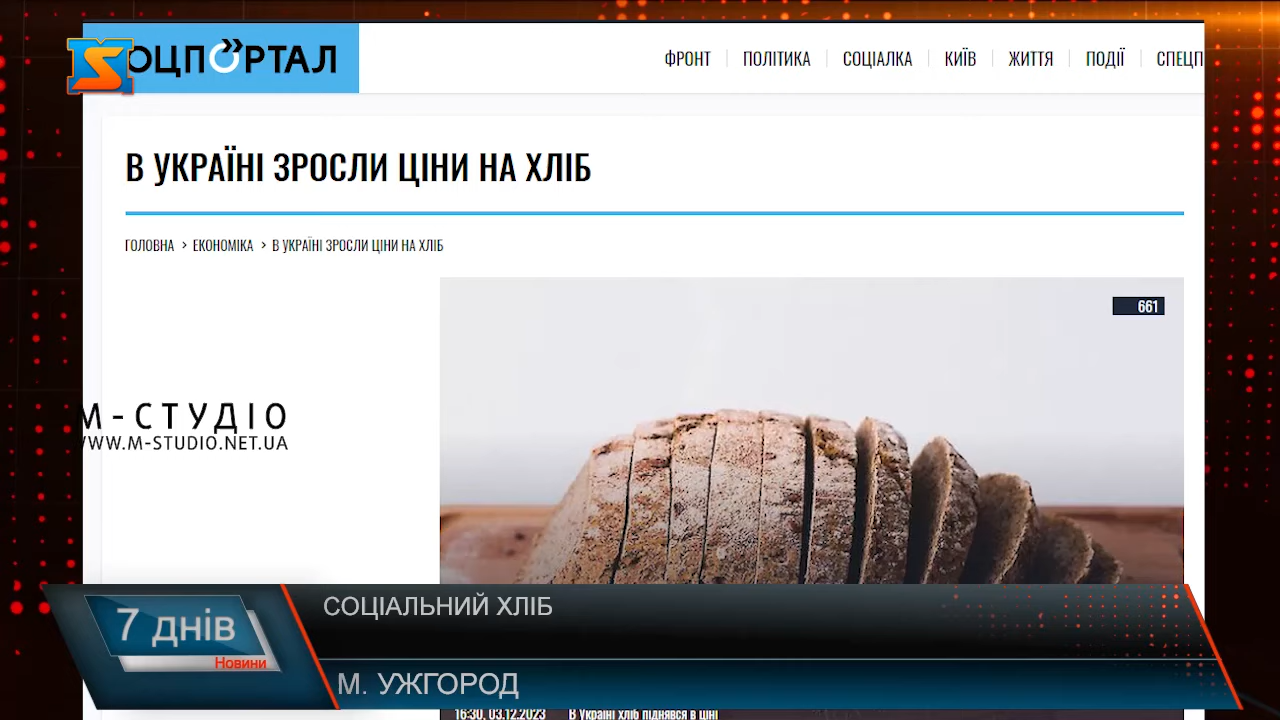 ОЦПОРТАЛ
ФРОНТ ПОЛІТИКА СОЦІАЛКА КИЇВ ЖИТТЯ ПОДІЇ СПЕЦП
В УКРАЇНІ ЗРОСЛИ ЦІНИ НА ХЛІБ
ГОЛОВНА > ЕКОНОМІКА > В УКРАЇНІ ЗРОСЛИ ЦІНИ НА ХЛІБ
661
М-СТУДІО
WWW.M-STUDIO.NET.UA
СОЦІАЛЬНИЙ ХЛІБ
7 днів
Новини
М. УЖГОРОД
16:30, 03.12.2023 В Україні хліб піднявся в ціні